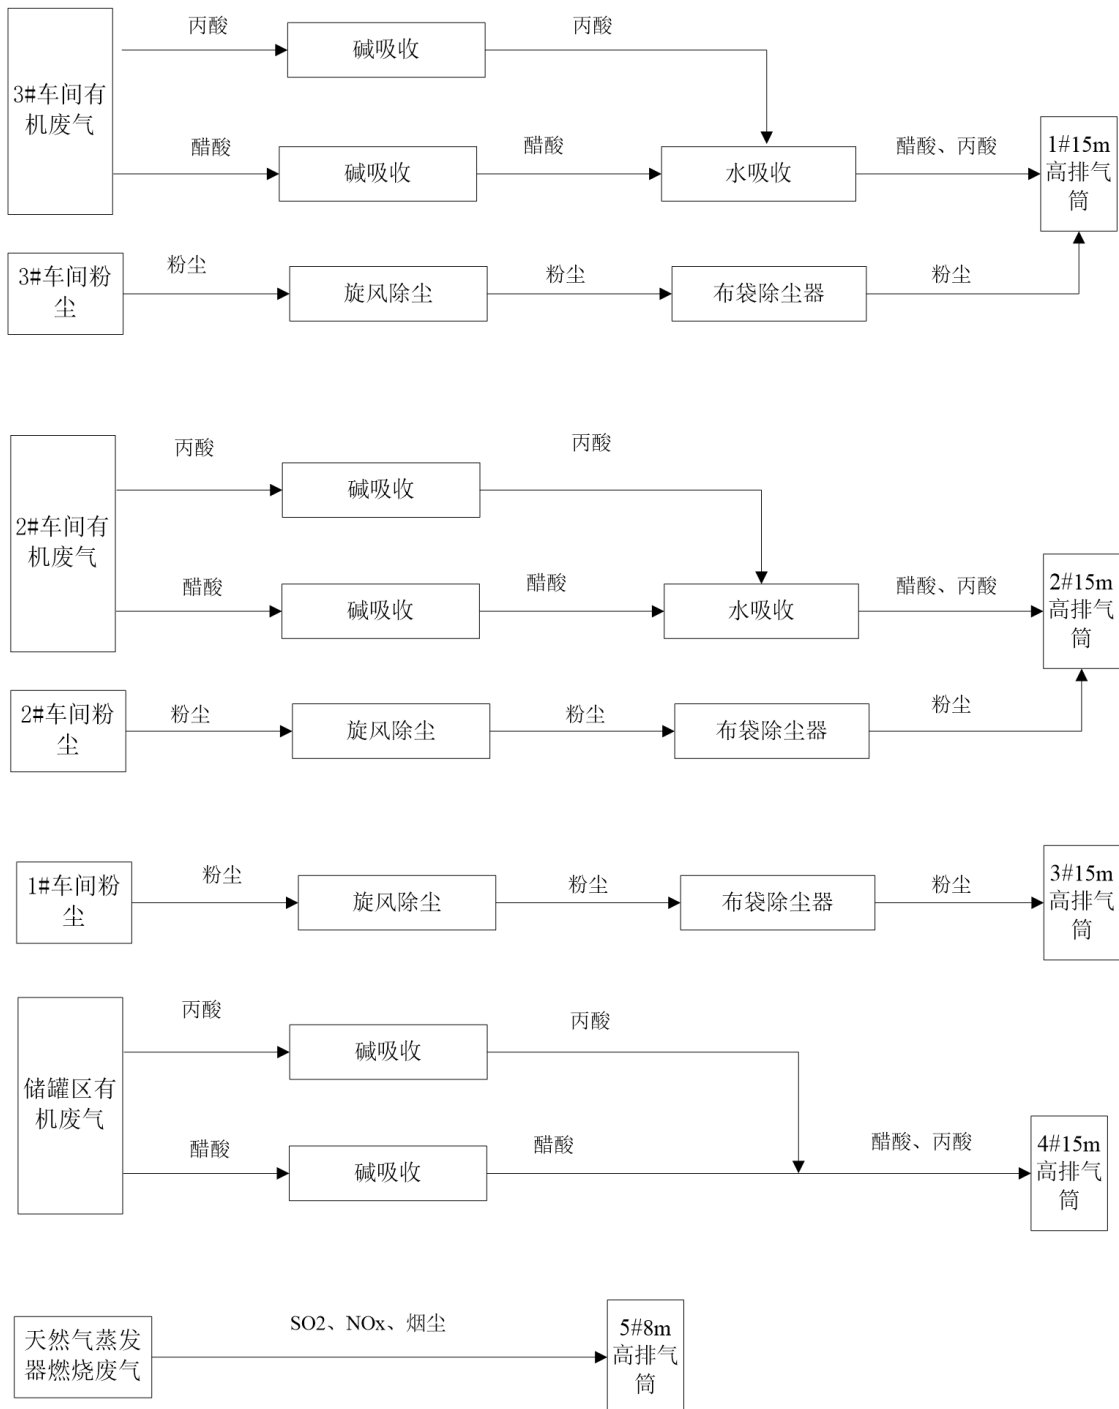 丙酸
碱吸收
丙酸
3#车间有
机废气
醋酸
碱吸收
醋酸
水吸收
醋酸、丙酸
1#15m
高排气
筒
3#车间粉
尘
粉尘
旋风除尘
粉尘
布袋除尘器
粉尘
丙酸
碱吸收
丙酸
2#车间有
机废气
醋酸
碱吸收
醋酸
水吸收
醋酸、丙酸
2#15m
高排气
筒
2#车间粉
尘
粉尘
旋风除尘
粉尘
布袋除尘器
粉尘
1#车间粉
尘
粉尘
旋风除尘
粉尘
布袋除尘器
粉尘
3#15m
高排气
筒
丙酸
碱吸收
丙酸
储罐区有
机废气
醋酸
碱吸收
醋酸
醋酸、丙酸
4#15m
高排气
筒
天然气蒸发
器燃烧废气
SO2、NOx、烟尘
5#8m
高排气
筒